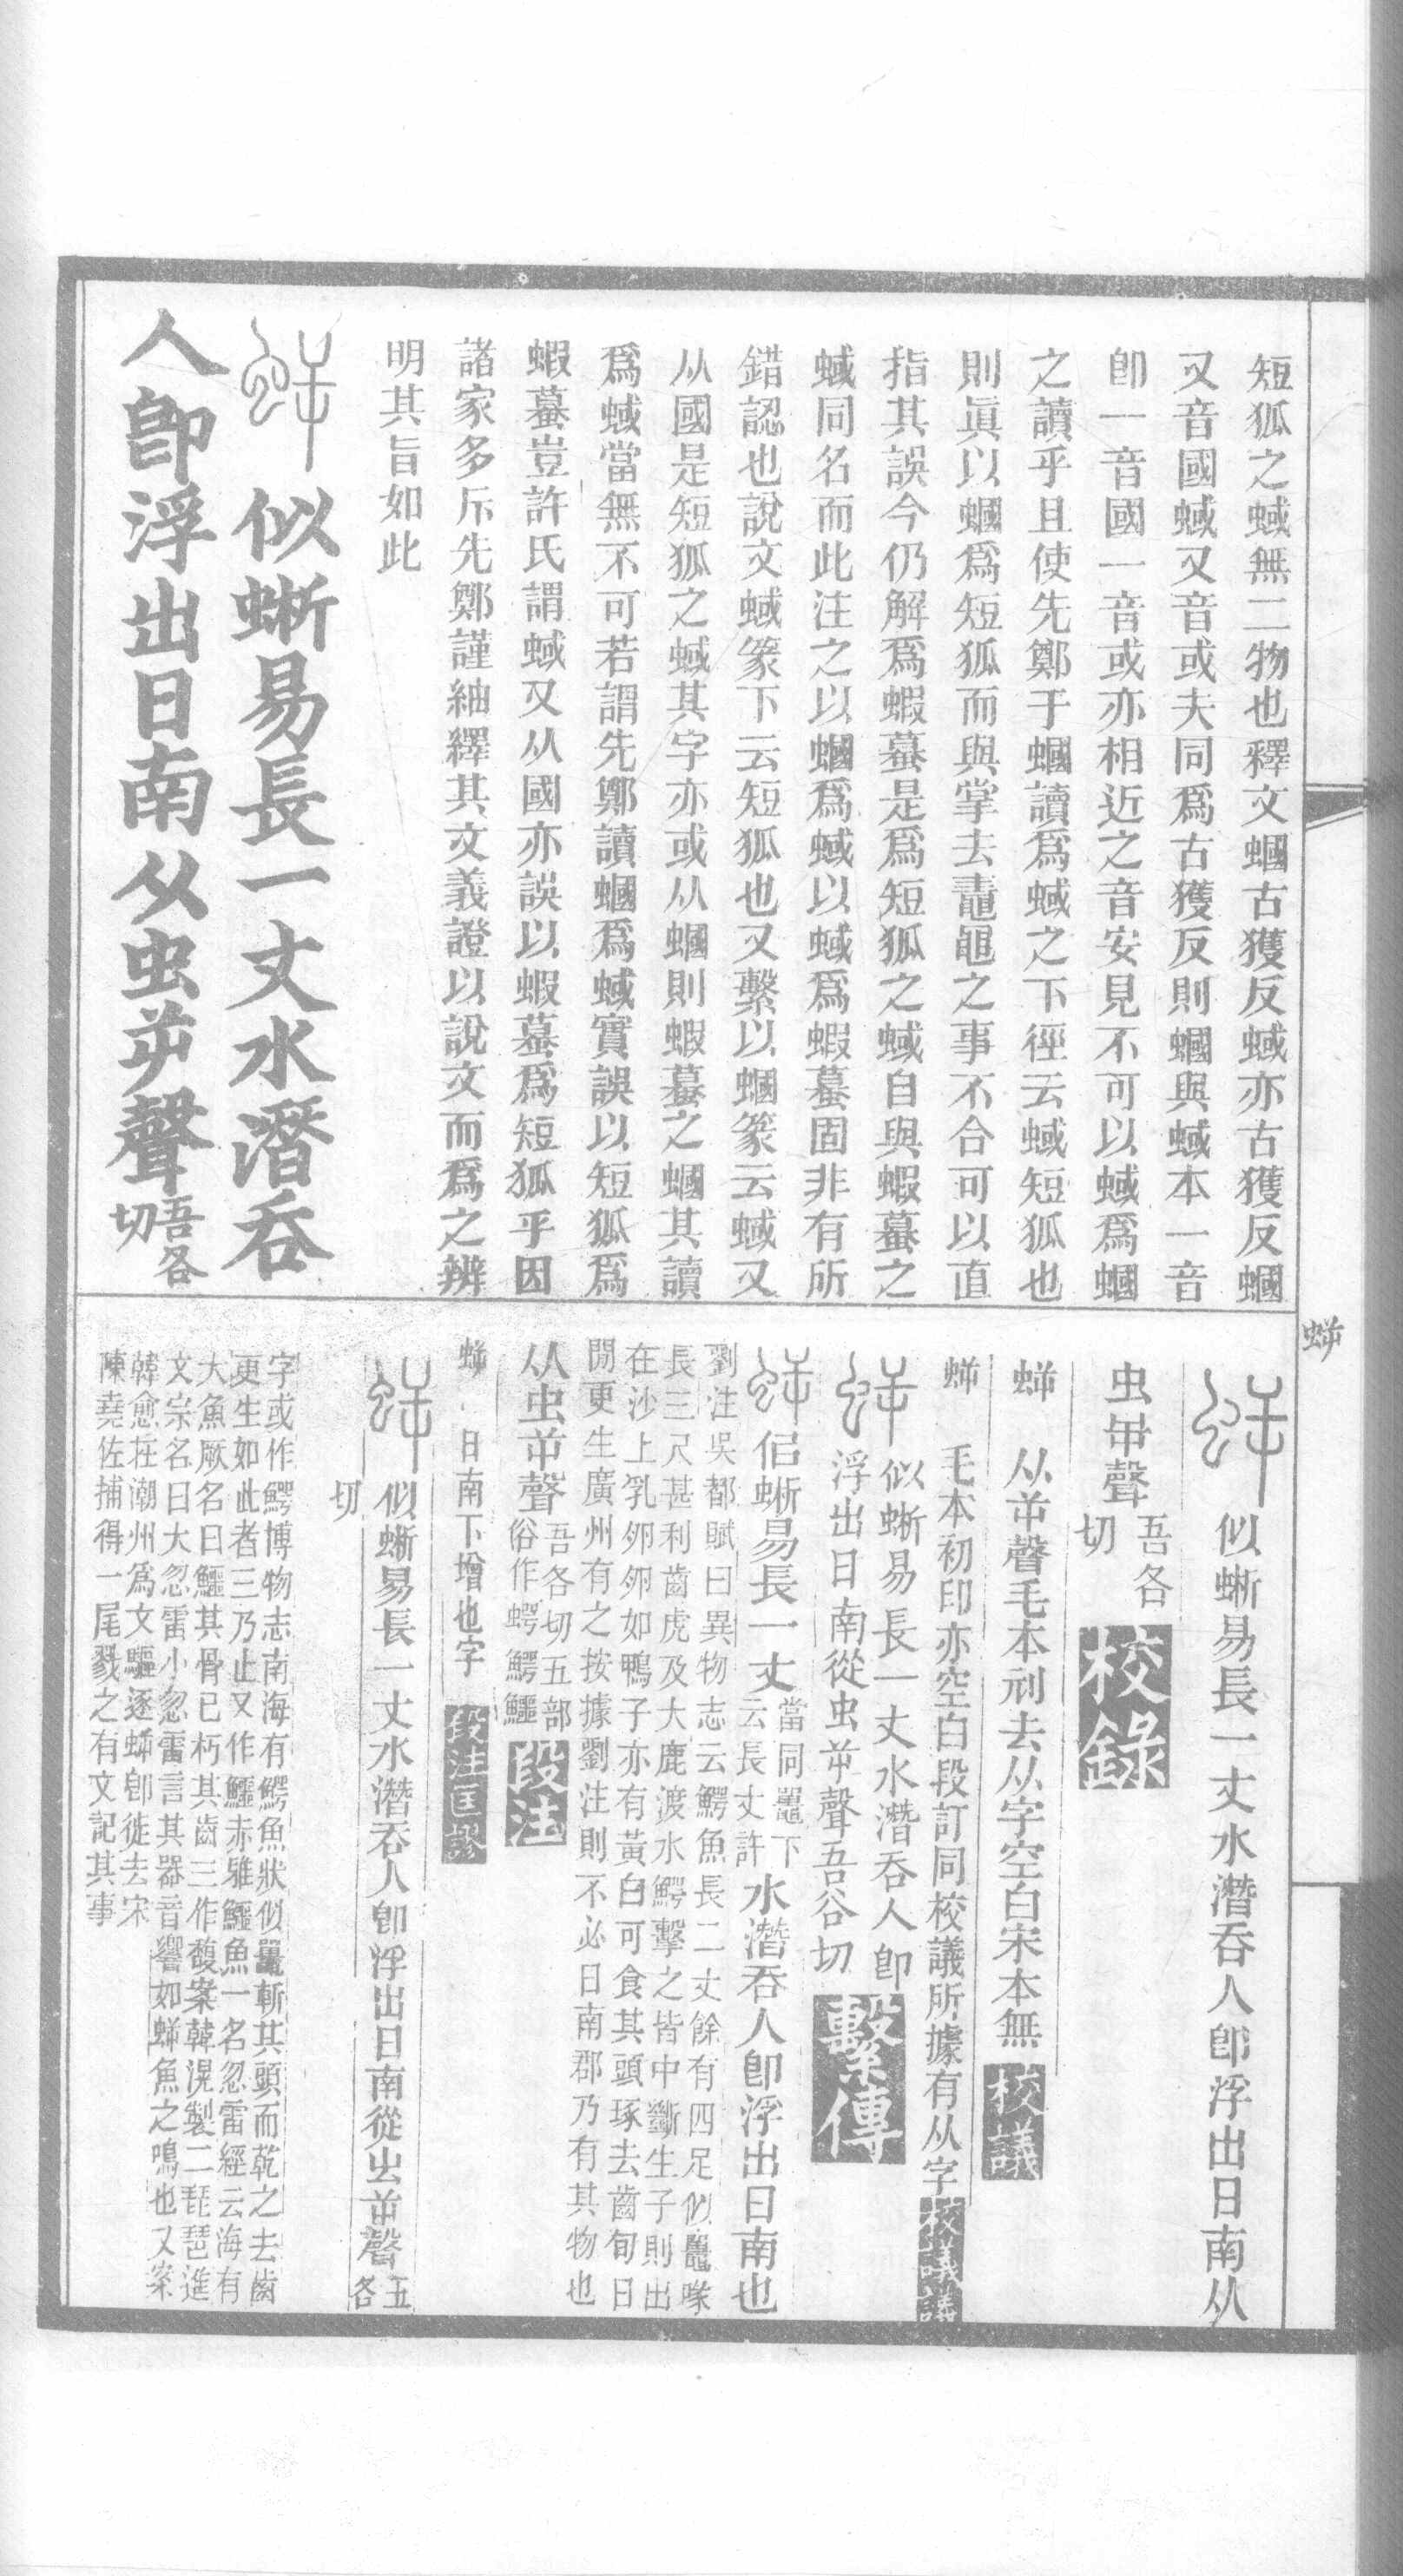 短狐之蜮無二物也釋文蟈古獲反蜮亦古獲反蟈
又音國蜮又音或夫同爲古獲反則蟈與蜮本一音
卽一音國一音或亦相近之音安見不可以蜮爲蟈
之讀乎且使先鄭于蟈讀爲蜮之下徑云蜮短狐也
則眞以蟈爲短狐而與掌去鼃黽之事不合可以直
指其誤今仍解爲蝦蟇是爲短狐之蜮自與蝦蟇之
蜮同名而此注之以蟈爲蜮以蜮爲蝦蟇固非有所
錯認也說文蜮篆下云短狐也又繫以蟈篆云蜮又
从國是短狐之蜮其字亦或从蟈則蝦蟇之蟈其讀
爲蜮當無不可若謂先鄭讀蟈爲蜮實誤以短狐爲
蝦蟇豈許氏謂蜮又从國亦誤以蝦蟇爲短狐乎因
諸家多斥先鄭謹紬繹其文義證以說文而爲之辨
明其旨如此
似蜥易長一丈水潛吞
人卽浮出日南从虫屰聲吾各
切
蝆
似蜥易長一丈水潛吞人卽浮出日南从
虫屰聲吾各
切 校錄
从屰聲毛本刓去从字空白宋本無 校議
毛本初印亦空白段訂同校議所據有从字 校議議
似蜥易長一丈水潛吞人卽
浮出日南從虫屰聲吾谷切 繫傳
佀蜥易長一丈當同鼉下
云長丈許水潛吞人卽浮出日南也
劉注吳都賦曰異物志云鰐魚長二丈餘有四足似鼉喙
長三尺甚利齒虎及大鹿渡水鰐擊之皆中斷生子則出
在沙上乳卵卵如鴨子亦有黃白可食其頭琢去齒旬日
閒更生廣州有之按據劉注則不必日南郡乃有其物也
从虫屰聲吾各切五部
俗作蝆鰐鱷 段注
日南下增也字 段注匡謬
似蜥易長一丈水潛吞人卽浮出日南從虫屰聲五
各
切
字或作鰐博物志南海有鰐魚狀似鼉斬其頭而乾之去齒
更生如此者三乃止又作鱷赤雅鱷魚一名忽雷經云海有
大魚厥名曰鱷其骨已朽其齒三作馥案韓滉製二琵琶進
文宗名曰大忽雷小忽雷言其器音響如蝆魚之鳴也又案
韓愈在潮州爲文驅逐蝆卽徙去宋
陳堯佐捕得一尾戮之有文記其事